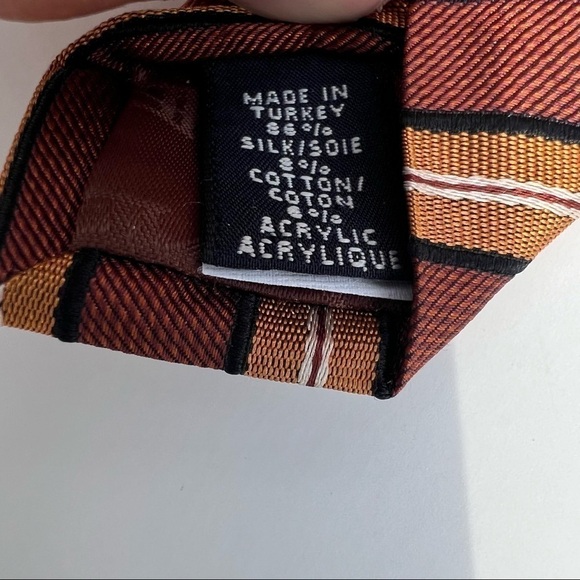 MADE IN
TURKEY
86%
SILK/SOIE
8%
COTTON/
COTON
6%
ACRYLIC
ACRYLIQUE